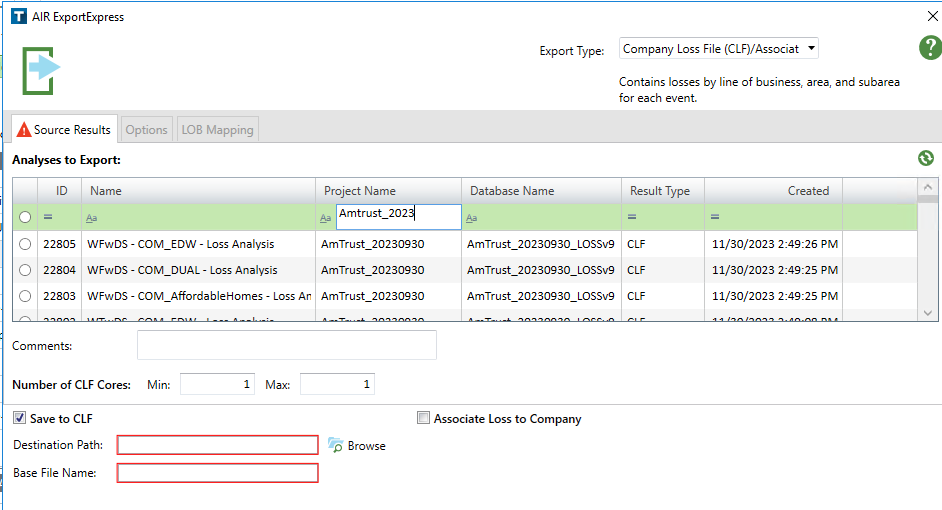 T AIR ExportExpress
Export Type: Company Loss File (CLF)/Associat
?
Contains losses by line of business, area, and subarea
for each event.
Source Results Options LOB Mapping
Analyses to Export:
ID Name Project Name Database Name Result Type Created
= Aa Aa Amtrust_2023 Aa = =
22805 WFwDS - COM_EDW - Loss Analysis AmTrust_20230930 AmTrust_20230930_LOSSv9 CLF 11/30/2023 2:49:26 PM
22804 WFwDS - COM_DUAL - Loss Analysis AmTrust_20230930 AmTrust_20230930_LOSSv9 CLF 11/30/2023 2:49:25 PM
22803 WFwDS - COM_AffordableHomes - Loss An AmTrust_20230930 AmTrust_20230930_LOSSv9 CLF 11/30/2023 2:49:25 PM
Comments:
Number of CLF Cores: Min: 1 Max: 1
Save to CLF Associate Loss to Company
Destination Path: Browse
Base File Name: